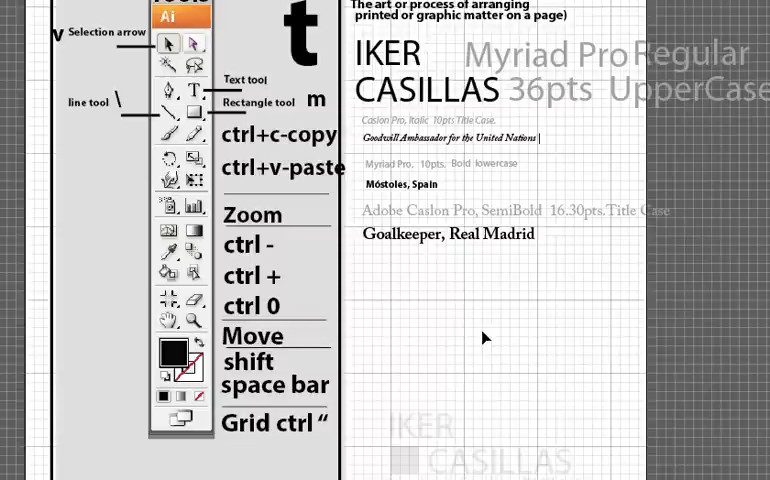 Tools
Ai
v Selection arrow
t
Text tool
line tool \
Rectangle tool m
ctrl+c-copy
ctrl+v-paste
Zoom
ctrl -
ctrl +
ctrl 0
Move
shift
space bar
Grid ctrl “
The art or process of arranging
printed or graphic matter on a page)
IKER
CASILLAS
Myriad Pro Regular
36pts UpperCase
Caslon Pro, Italic 10pts Title Case.
Goodwill Ambassador for the United Nations
Myriad Pro, 10pts. Bold lowercase
Móstoles, Spain
Adobe Caslon Pro, SemiBold 16.30pts.Title Case
Goalkeeper, Real Madrid
IKER
CASILLAS